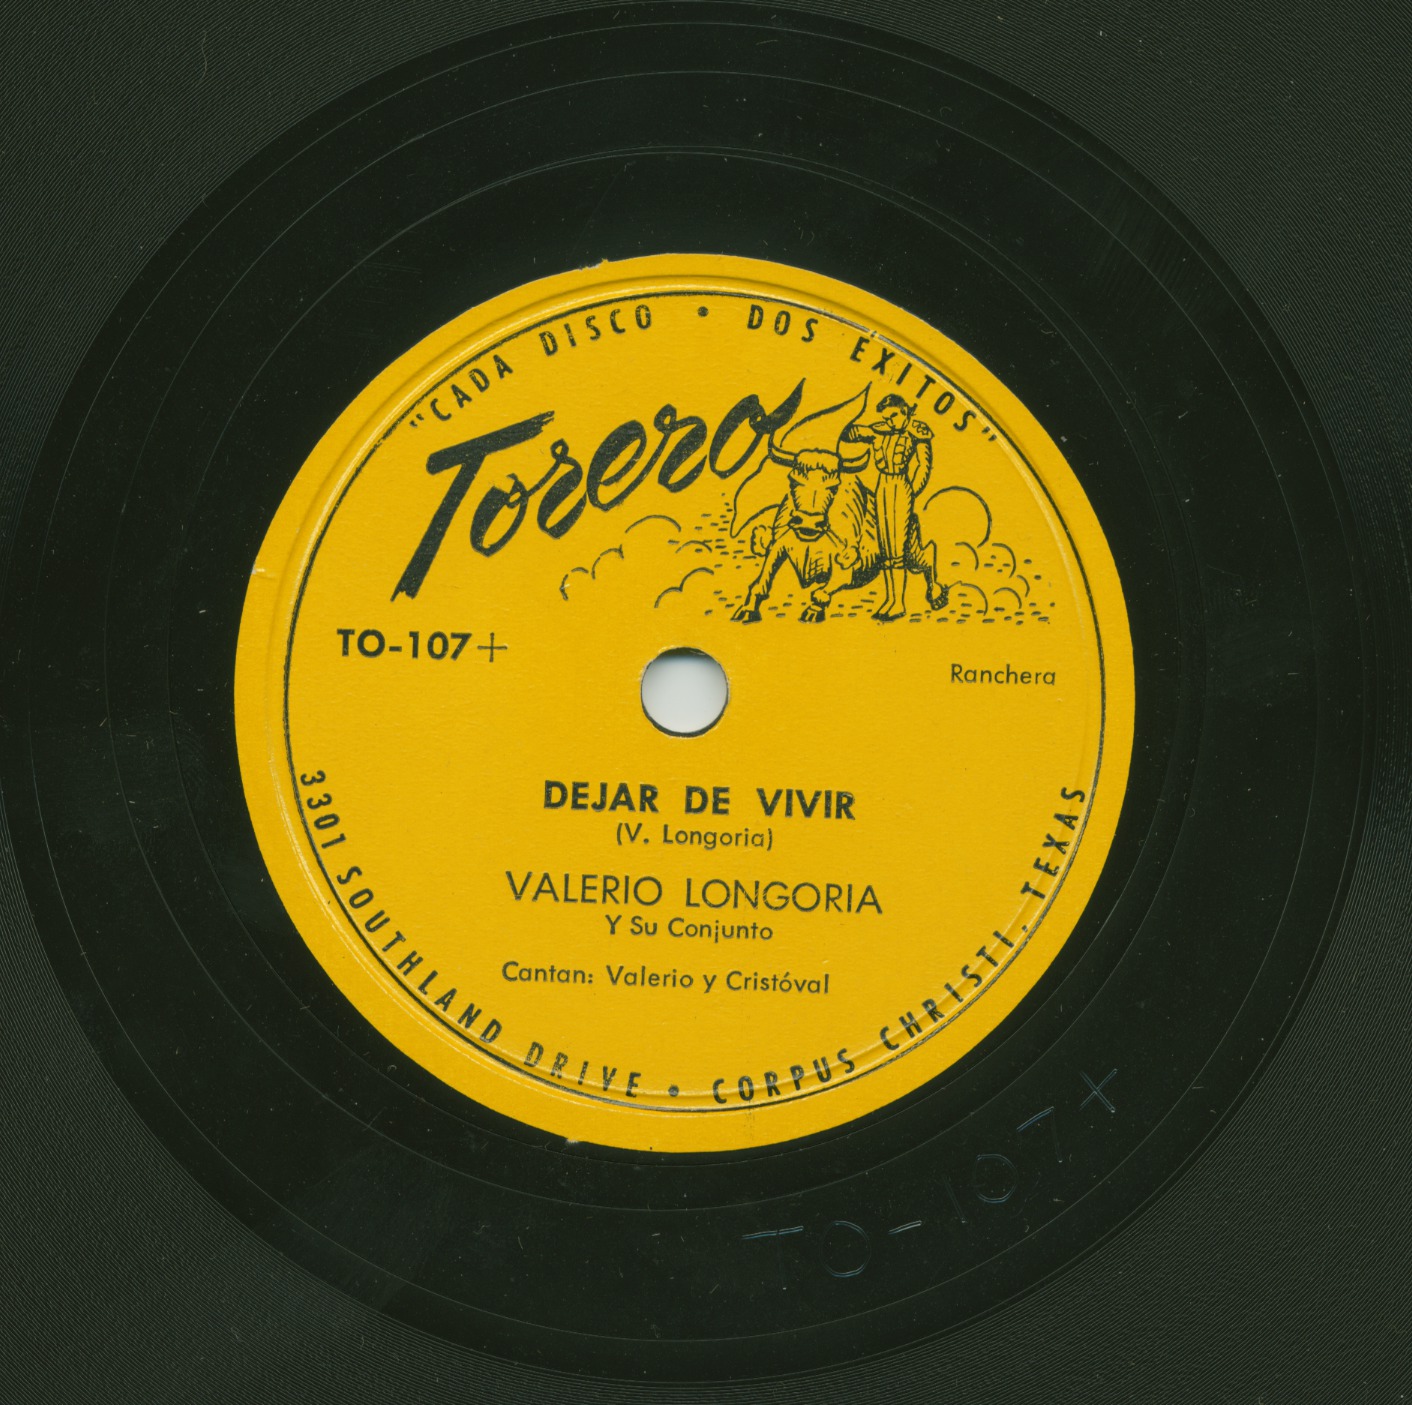 "CADA DISCO • DOS ÉXITOS"
Torero
TO-107+
Ranchera
DEJAR DE VIVIR
(V. Longoria)
VALERIO LONGORIA
Y Su Conjunto
Cantan: Valerio y Cristóval
3301 SOUTHLAND DRIVE • CORPUS CHRISTI, TEXAS
TO-107+